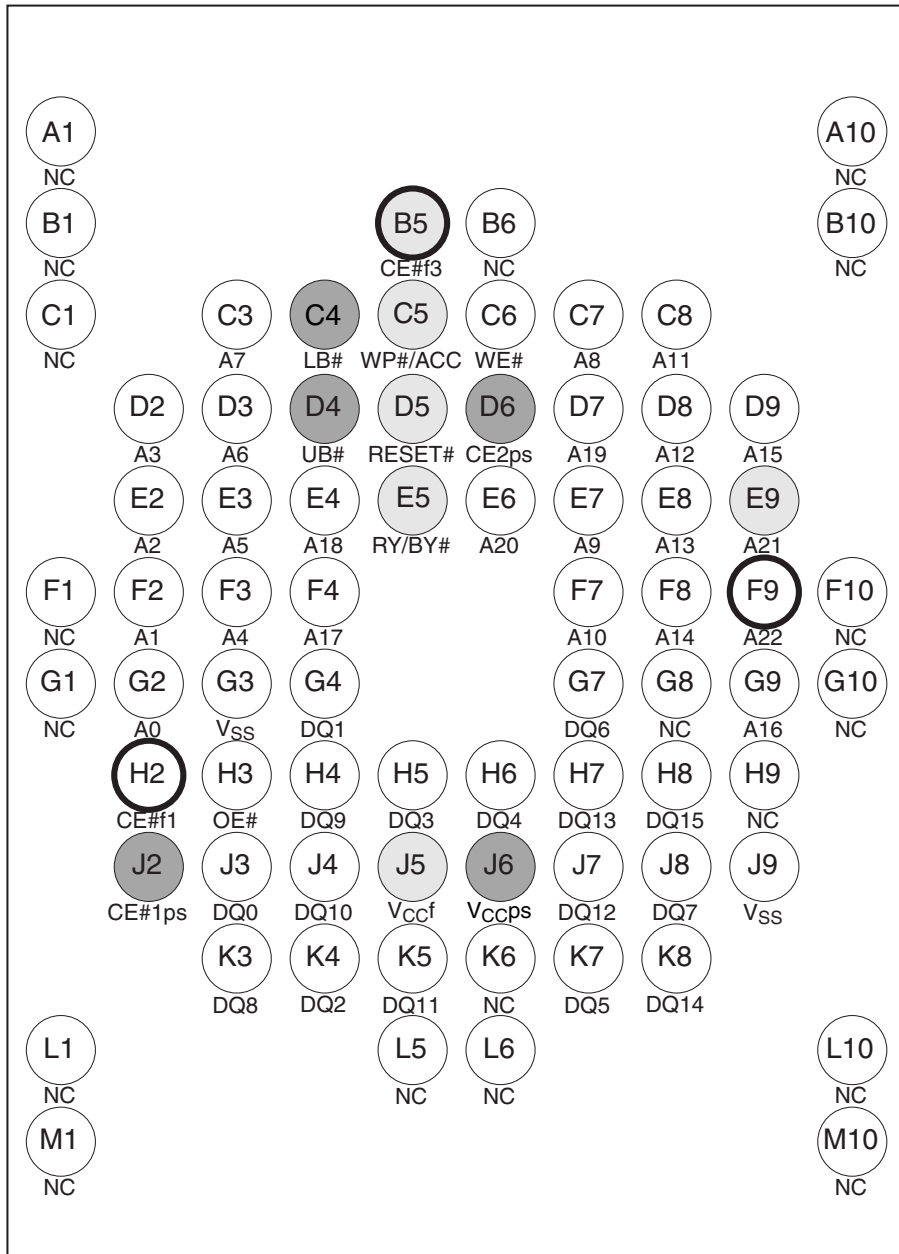 A1 A10
NC NC
B1 B5 B6 B10
NC CE#f3 NC NC
C1 C3 C4 C5 C6 C7 C8
NC A7 LB# WP#/ACC WE# A8 A11
D2 D3 D4 D5 D6 D7 D8 D9
A3 A6 UB# RESET# CE2ps A19 A12 A15
E2 E3 E4 E5 E6 E7 E8 E9
A2 A5 A18 RY/BY# A20 A9 A13 A21
F1 F2 F3 F4 F7 F8 F9 F10
NC A1 A4 A17 A10 A14 A22 NC
G1 G2 G3 G4 G7 G8 G9 G10
NC A0 VSS DQ1 DQ6 NC A16 NC
H2 H3 H4 H5 H6 H7 H8 H9
CE#f1 OE# DQ9 DQ3 DQ4 DQ13 DQ15 NC
J2 J3 J4 J5 J6 J7 J8 J9
CE#1ps DQ0 DQ10 VCCf VCCps DQ12 DQ7 VSS
K3 K4 K5 K6 K7 K8
DQ8 DQ2 DQ11 NC DQ5 DQ14
L1 L5 L6 L10
NC NC NC NC
M1 M10
NC NC